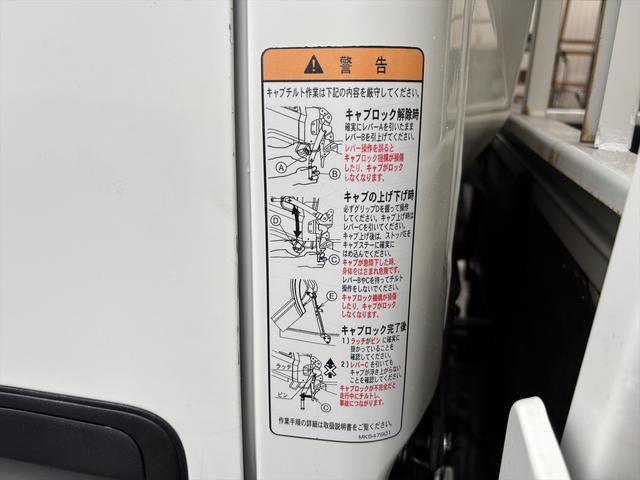 警告
キャブチルト作業は下記の内容を厳守してください。
キャブロック解除時
確実にレバーAを引いたまま
レバーBを引上げてください。
レバー操作を誤ると
キャブロック機構が損傷
したり、キャブがロック
しなくなります。
A
B
キャブの上げ下げ時
必ずグリップDを握って操作
してください。キャブ上げ時は
レバーCを引いてください。
キャブ上げ後は、ストッパEを
キャブステーに確実に
はめ込んでください。
キャブが急降下した時、
身体をはさまれ危険です。
レバーBやCを持ってチルト
操作をしないでください。
キャブロック機構が損傷
したり、キャブがロック
しなくなります。
D
C
E
キャブロック完了後
1) ラッチがピンに確実に
掛かっていることを
確認してください。
2) レバーCを引いても
キャブが浮き上がらない
ことを確認してください。
キャブロックが不完全だと
走行中にチルトし、
事故につながります。
ラッチ
ピン
C
作業手順の詳細は取扱説明書をご覧ください。
MK547901